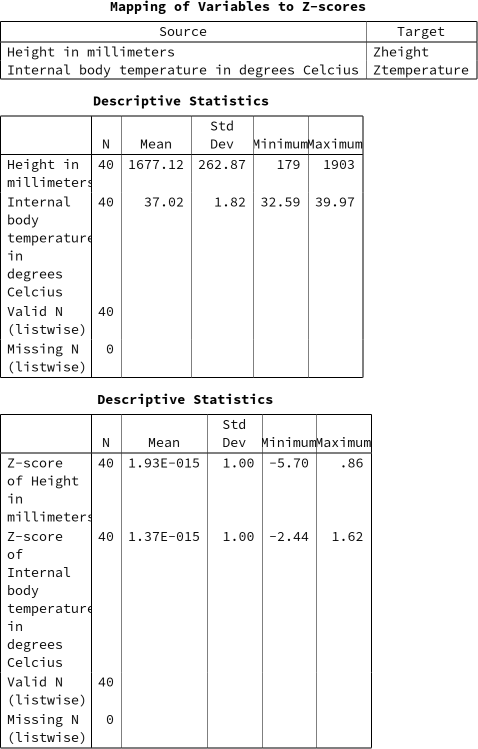 Mapping of Variables to Z-scores
Source Target
Height in millimeters Zheight
Internal body temperature in degrees Celcius Ztemperature
Descriptive Statistics
Std
N Mean Dev Minimum Maximum
Height in 40 1677.12 262.87 179 1903
millimeters
Internal 40 37.02 1.82 32.59 39.97
body
temperature
in
degrees
Celcius
Valid N 40
(listwise)
Missing N 0
(listwise)
Descriptive Statistics
Std
N Mean Dev Minimum Maximum
Z-score 40 1.93E-015 1.00 -5.70 .86
of Height
in
millimeters
Z-score 40 1.37E-015 1.00 -2.44 1.62
of
Internal
body
temperature
in
degrees
Celcius
Valid N 40
(listwise)
Missing N 0
(listwise)